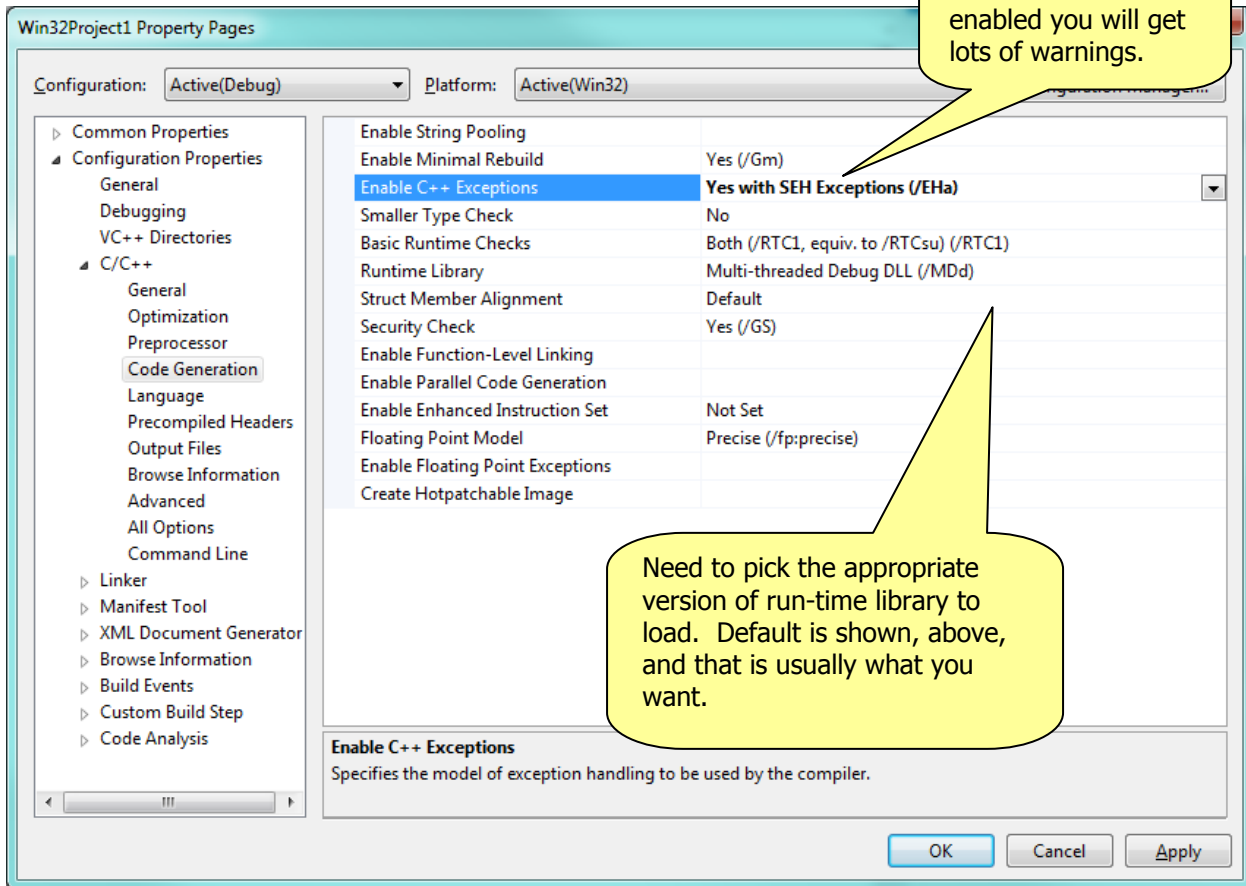 enabled you will get
lots of warnings.
Win32Project1 Property Pages
Configuration: Active(Debug) Platform: Active(Win32)
Common Properties
Configuration Properties
General
Debugging
VC++ Directories
C/C++
General
Optimization
Preprocessor
Code Generation
Language
Precompiled Headers
Output Files
Browse Information
Advanced
All Options
Command Line
Linker
Manifest Tool
XML Document Generator
Browse Information
Build Events
Custom Build Step
Code Analysis
Enable String Pooling
Enable Minimal Rebuild Yes (/Gm)
Enable C++ Exceptions Yes with SEH Exceptions (/EHa)
Smaller Type Check No
Basic Runtime Checks Both (/RTC1, equiv. to /RTCsu) (/RTC1)
Runtime Library Multi-threaded Debug DLL (/MDd)
Struct Member Alignment Default
Security Check Yes (/GS)
Enable Function-Level Linking
Enable Parallel Code Generation
Enable Enhanced Instruction Set Not Set
Floating Point Model Precise (/fp:precise)
Enable Floating Point Exceptions
Create Hotpatchable Image
Need to pick the appropriate
version of run-time library to
load. Default is shown, above,
and that is usually what you
want.
Enable C++ Exceptions
Specifies the model of exception handling to be used by the compiler.
OK Cancel Apply